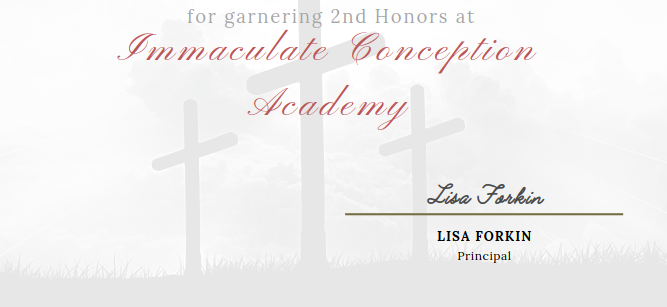 for garnering 2nd Honors at
Immaculate Conception
Academy
Lisa Forkin
LISA FORKIN
Principal